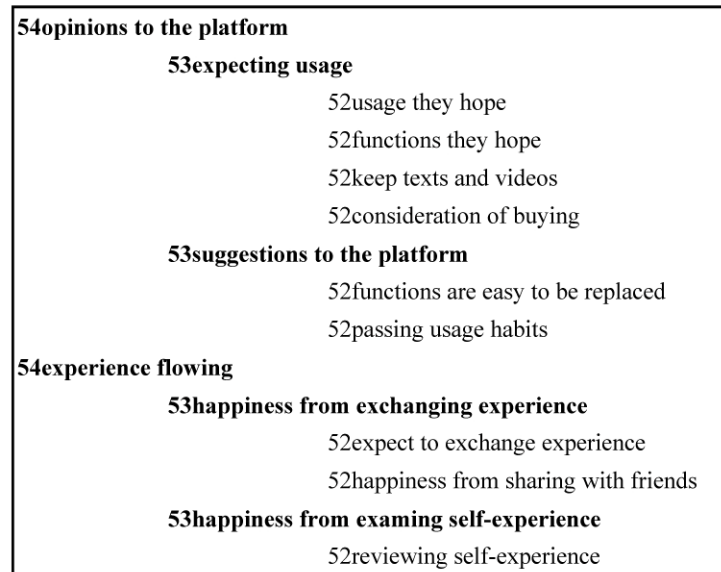 54opinions to the platform
53expecting usage
52usage they hope
52functions they hope
52keep texts and videos
52consideration of buying
53suggestions to the platform
52functions are easy to be replaced
52passing usage habits
54experience flowing
53happiness from exchanging experience
52expect to exchange experience
52happiness from sharing with friends
53happiness from examing self-experience
52reviewing self-experience